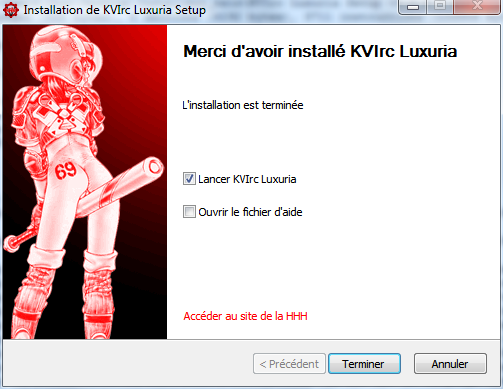 Installation de KVIrc Luxuria Setup
Merci d'avoir installé KVIrc Luxuria
L'installation est terminée
Lancer KVIrc Luxuria
Ouvrir le fichier d'aide
69
Accéder au site de la HHH
< Précédent
Terminer
Annuler